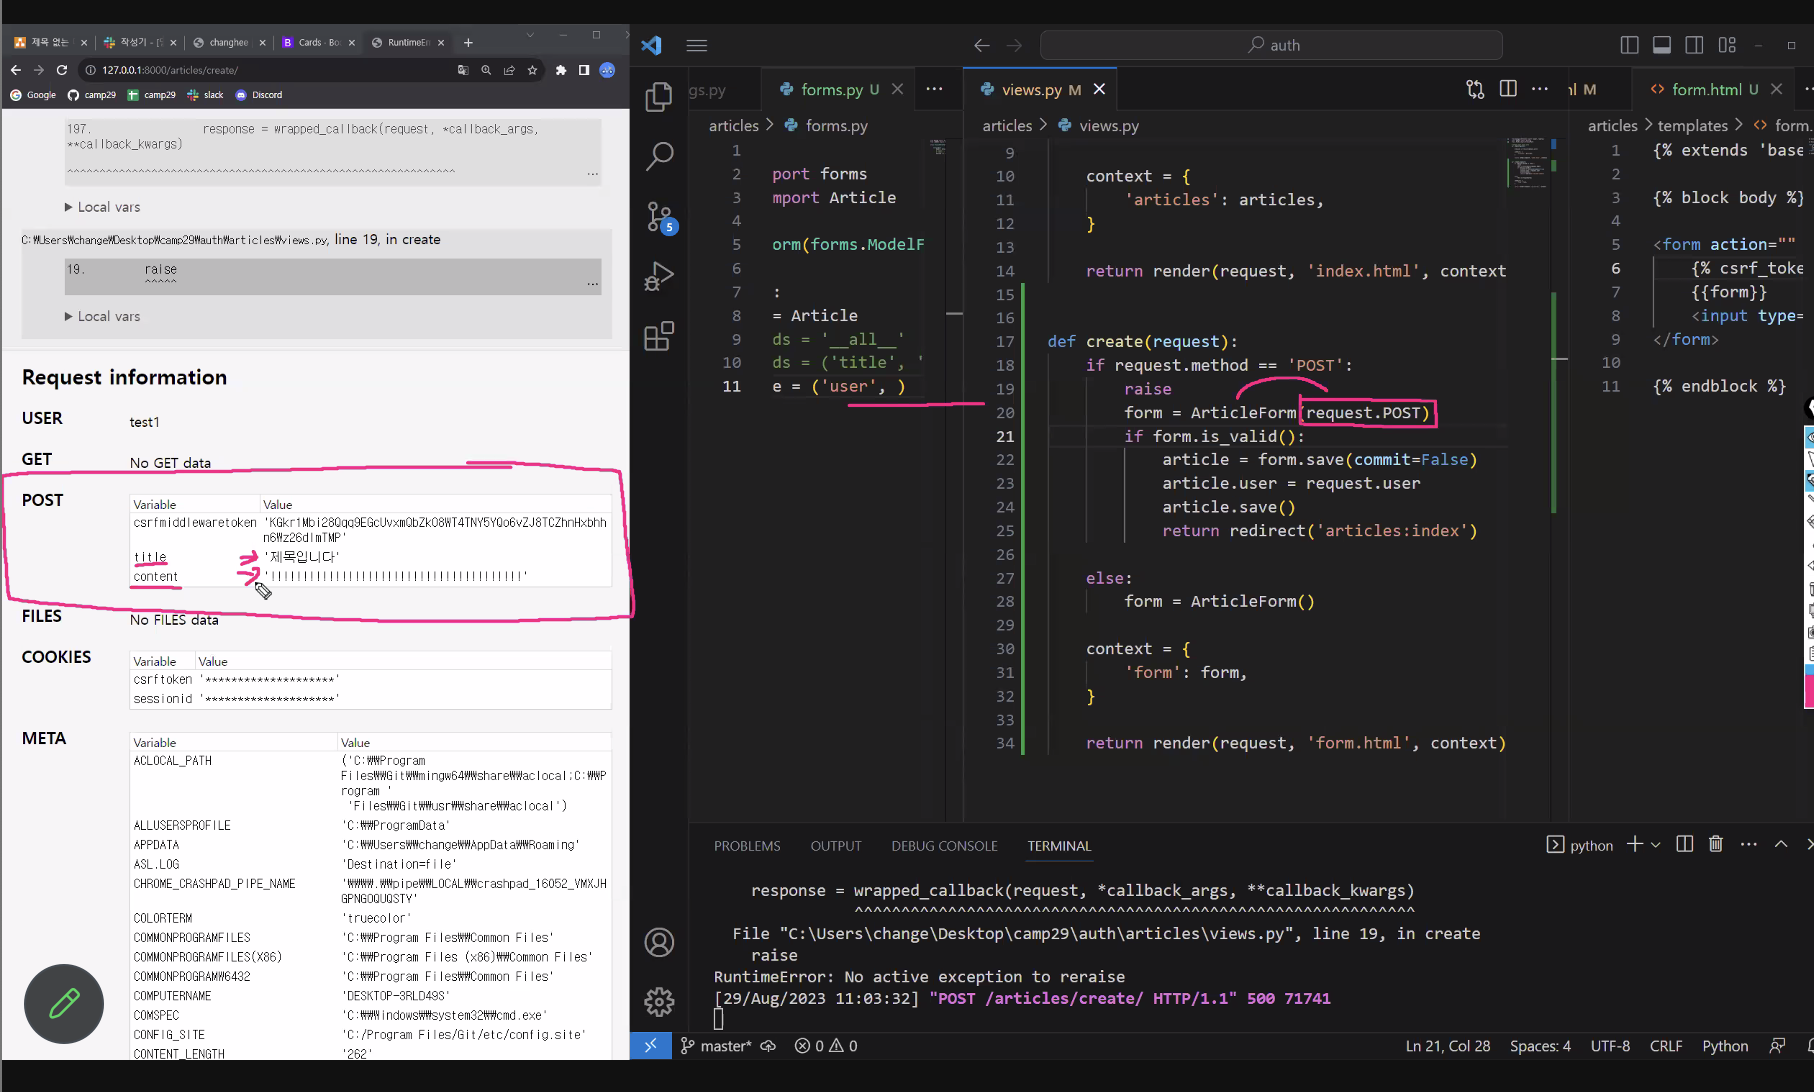 제목 없는
작성기 - [
changhee
Cards · Bo
RuntimeEn
127.0.0.1:8000/articles/create/
Google
camp29
camp29
slack
Discord
197. response = wrapped_callback(request, *callback_args,
**callback_kwargs)
^^^^^^^^^^^^^^^^^^^^^^^^^^^^^^^^^^^^^^^^^^^^^^^^^^^^^^^^^^^^
…
▶ Local vars
C:₩Users₩change₩Desktop₩camp29₩auth₩articles₩views.py, line 19, in create
19. raise
^^^^^
…
▶ Local vars
Request information
USER
test1
GET
No GET data
POST
Variable Value
csrfmiddlewaretoken
title '제목입니다'
content
FILES
No FILES data
COOKIES
Variable Value
csrftoken '********************'
sessionid '********************'
META
Variable Value
ACLOCAL_PATH ('C:₩₩Program
Files₩₩Git₩₩mingw64₩₩share₩₩aclocal;C:₩₩P
rogram '
'Files₩₩Git₩₩usr₩₩share₩₩aclocal')
ALLUSERSPROFILE 'C:₩₩ProgramData'
APPDATA 'C:₩₩Users₩₩change₩₩AppData₩₩Roaming'
ASL.LOG 'Destination=file'
CHROME_CRASHPAD_PIPE_NAME '₩₩₩₩.₩₩pipe₩₩LOCAL₩₩crashpad_16052_VMXJH
GPNGOQUQSTY'
COLORTERM 'truecolor'
COMMONPROGRAMFILES 'C:₩₩Program Files₩₩Common Files'
COMMONPROGRAMFILES(X86) 'C:₩₩Program Files (x86)₩₩Common Files'
COMMONPROGRAMW6432 'C:₩₩Program Files₩₩Common Files'
COMPUTERNAME 'DESKTOP-3RLD49S'
COMSPEC 'C:₩₩Windows₩₩system32₩₩cmd.exe'
CONFIG_SITE 'C:/Program Files/Git/etc/config.site'
CONTENT_LENGTH '262'
auth
gs.py
forms.py U
articles > forms.py
1
2 port forms
3 mport Article
4
5 orm(forms.ModelF
6
7 :
8 = Article
9 ds = '__all__'
10 ds = ('title', '
11 e = ('user', )
views.py M
articles > views.py
9
10 context = {
11 'articles': articles,
12 }
13
14 return render(request, 'index.html', context
15
16
17 def create(request):
18 if request.method == 'POST':
19 raise
20 form = ArticleForm(request.POST)
21 if form.is_valid():
22 article = form.save(commit=False)
23 article.user = request.user
24 article.save()
25 return redirect('articles:index')
26
27 else:
28 form = ArticleForm()
29
30 context = {
31 'form': form,
32 }
33
34 return render(request, 'form.html', context)
nl M
form.html U
articles > templates > form.
1 {% extends 'base
2
3 {% block body %}
4
5 <form action=""
6 {% csrf_toke
7 {{form}}
8 <input type=
9 </form>
10
11 {% endblock %}
5
PROBLEMS
OUTPUT
DEBUG CONSOLE
TERMINAL
python
response = wrapped_callback(request, *callback_args, **callback_kwargs)
^^^^^^^^^^^^^^^^^^^^^^^^^^^^^^^^^^^^^^^^^^^^^^^^^^^^^^^^^^^
File "C:\Users\change\Desktop\camp29\auth\articles\views.py", line 19, in create
raise
RuntimeError: No active exception to reraise
[29/Aug/2023 11:03:32] "POST /articles/create/ HTTP/1.1" 500 71741
master*
0
0
Ln 21, Col 28
Spaces: 4
UTF-8
CRLF
Python